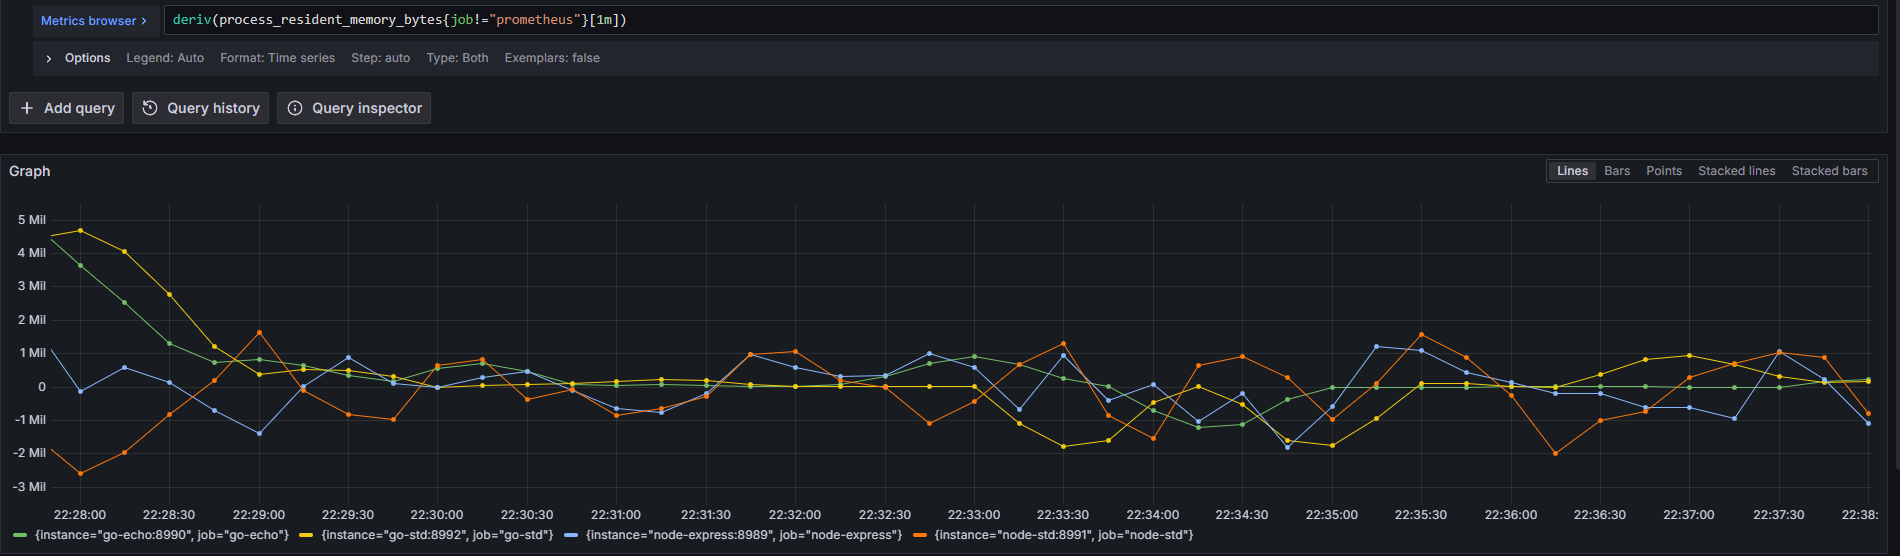 Metrics browser >
deriv(process_resident_memory_bytes{job!="prometheus"}[1m])
> Options Legend: Auto Format: Time series Step: auto Type: Both Exemplars: false
+ Add query Query history Query inspector
Graph
Lines Bars Points Stacked lines Stacked bars
5 Mil
4 Mil
3 Mil
2 Mil
1 Mil
0
-1 Mil
-2 Mil
-3 Mil
22:28:00 22:28:30 22:29:00 22:29:30 22:30:00 22:30:30 22:31:00 22:31:30 22:32:00 22:32:30 22:33:00 22:33:30 22:34:00 22:34:30 22:35:00 22:35:30 22:36:00 22:36:30 22:37:00 22:37:30 22:38:
{instance="go-echo:8990", job="go-echo"} {instance="go-std:8992", job="go-std"} {instance="node-express:8989", job="node-express"} {instance="node-std:8991", job="node-std"}